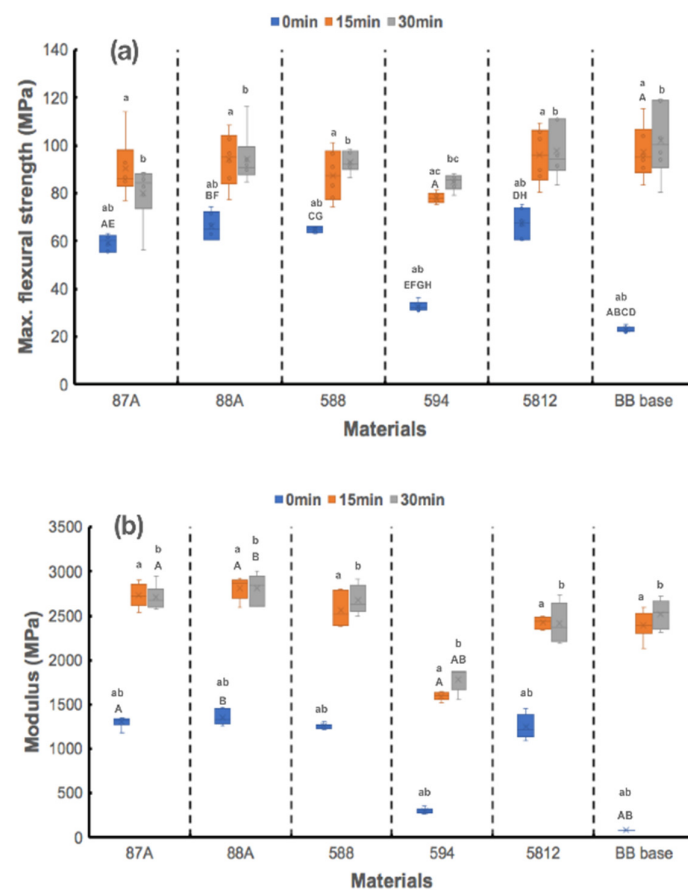 0min 15min 30min
(a)
Max. flexural strength (MPa)
140
120
100
80
60
40
20
0
a
b
ab
AE
a
b
ab
BF
a
b
ab
CG
ac
A
bc
ab
EFGH
a
b
ab
DH
a
A
b
ab
ABCD
87A 88A 588 594 5812 BB base
Materials
0min 15min 30min
(b)
Modulus (MPa)
3500
3000
2500
2000
1500
1000
500
0
a
b
A
ab
A
a
A
b
B
ab
B
a
b
ab
a
A
b
AB
ab
a
b
ab
a
b
ab
AB
87A 88A 588 594 5812 BB base
Materials